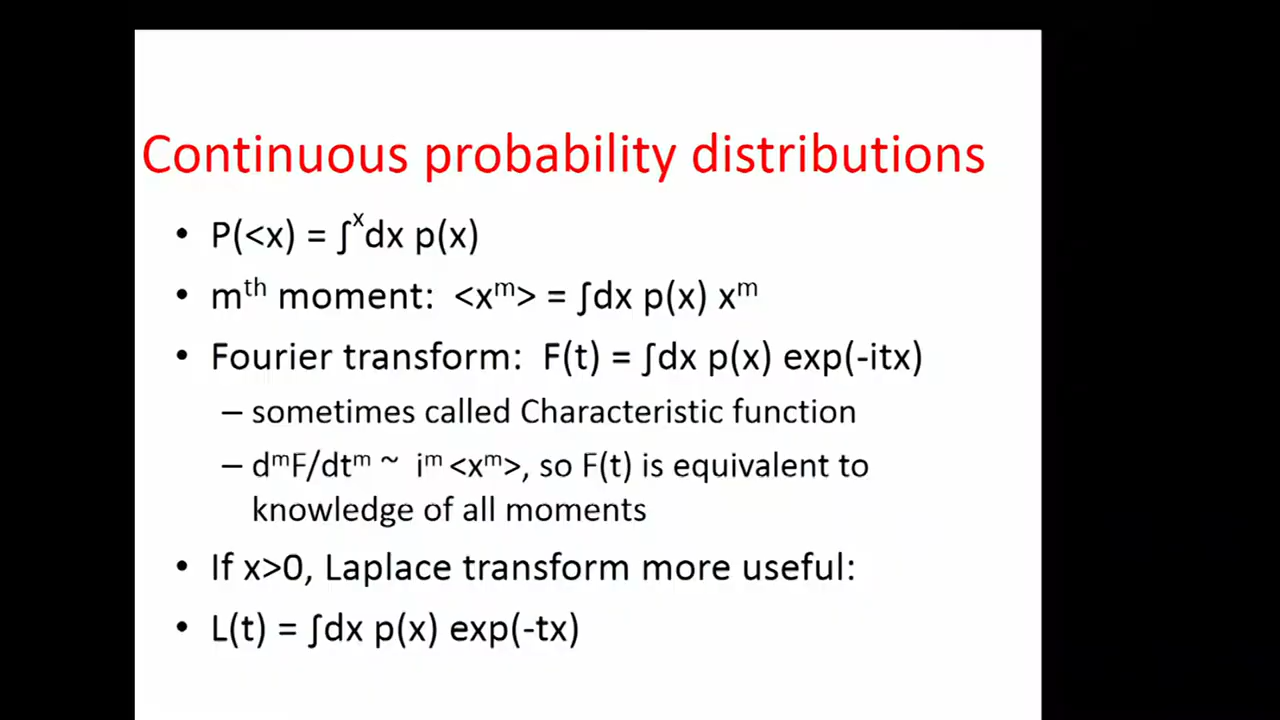 Continuous probability distributions
• P(<x) = ∫ˣdx p(x)
• mᵗʰ moment: <xᵐ> = ∫dx p(x) xᵐ
• Fourier transform: F(t) = ∫dx p(x) exp(-itx)
– sometimes called Characteristic function
– dᵐF/dtᵐ ~ iᵐ <xᵐ>, so F(t) is equivalent to
knowledge of all moments
• If x>0, Laplace transform more useful:
• L(t) = ∫dx p(x) exp(-tx)